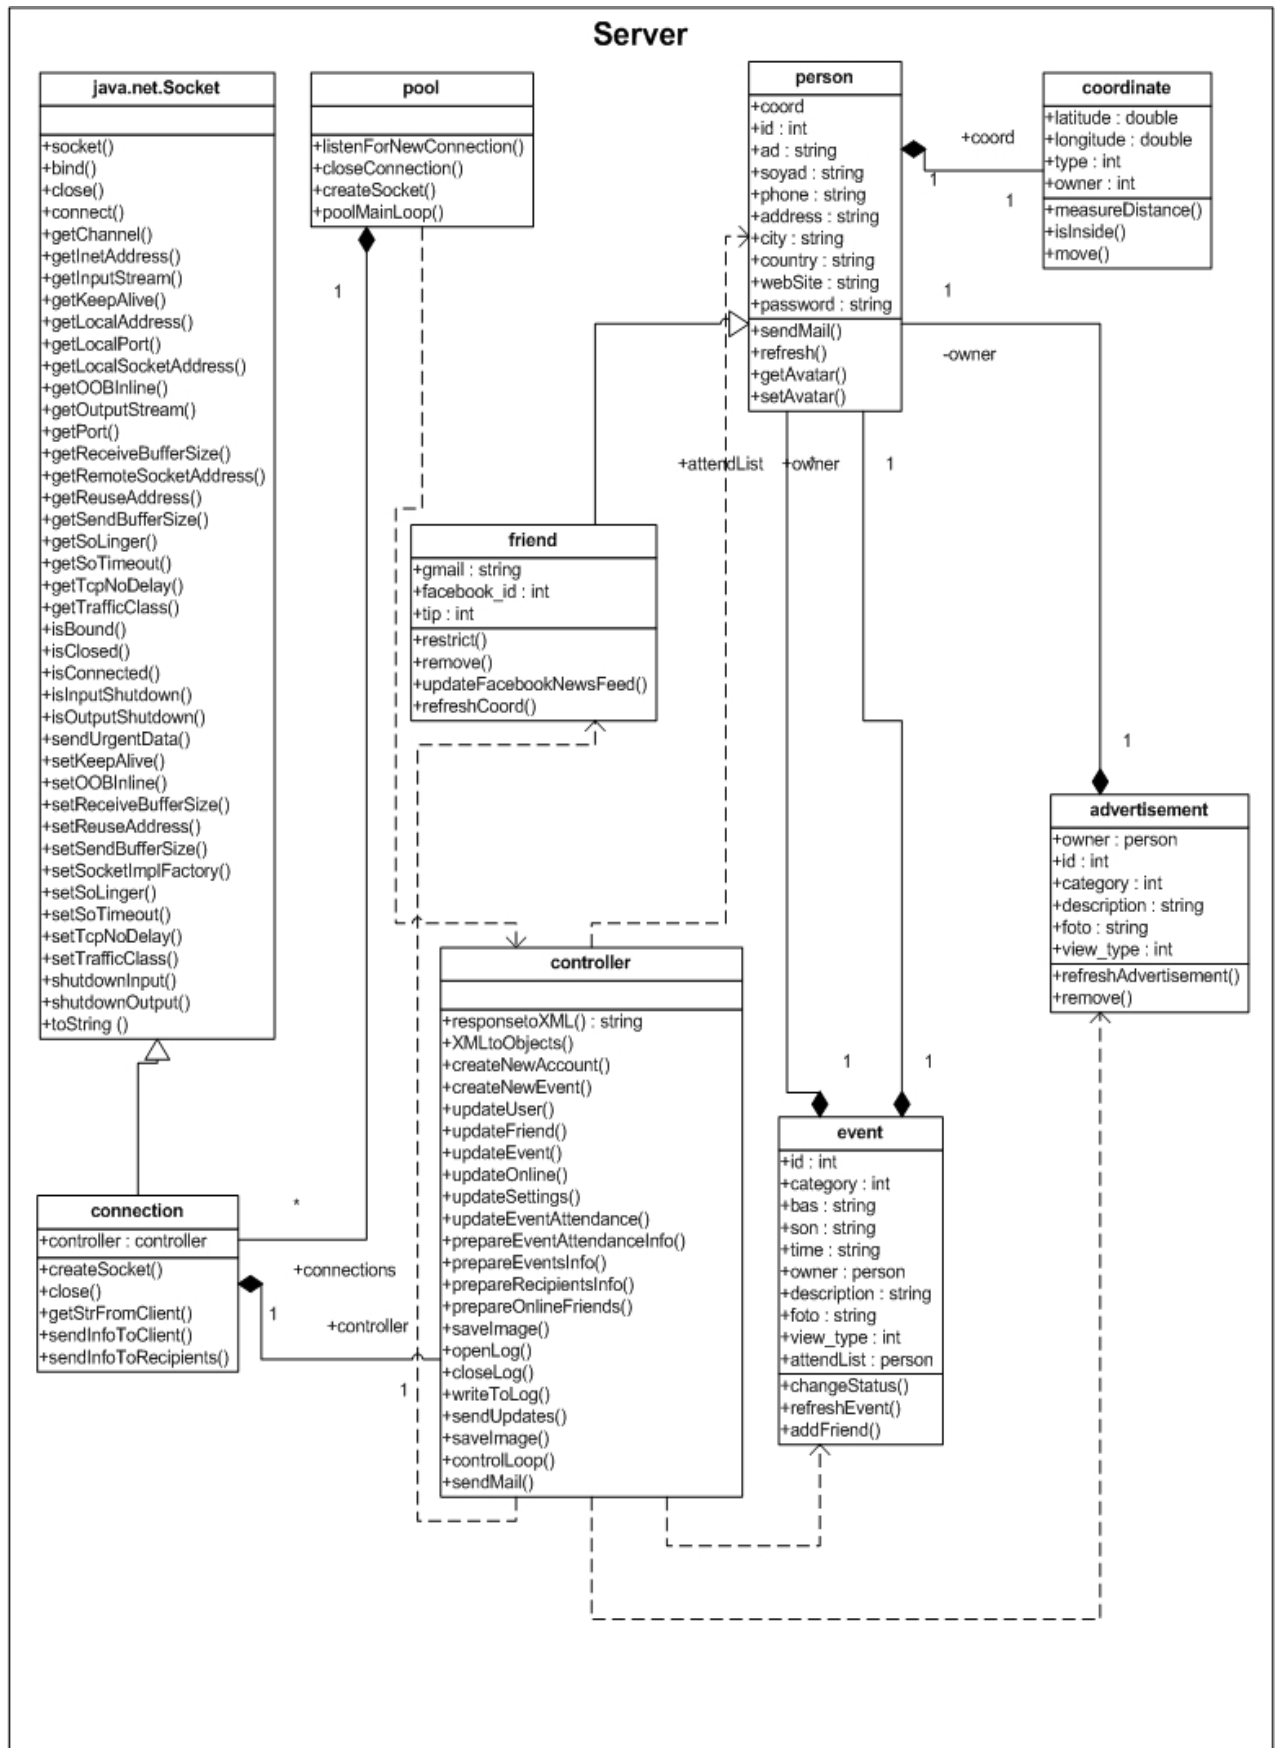 Server
java.net.Socket
+socket()
+bind()
+close()
+connect()
+getChannel()
+getInetAddress()
+getInputStream()
+getKeepAlive()
+getLocalAddress()
+getLocalPort()
+getLocalSocketAddress()
+getOOBInline()
+getOutputStream()
+getPort()
+getReceiveBufferSize()
+getRemoteSocketAddress()
+getReuseAddress()
+getSendBufferSize()
+getSoLinger()
+getSoTimeout()
+getTcpNoDelay()
+getTrafficClass()
+isBound()
+isClosed()
+isConnected()
+isInputShutdown()
+isOutputShutdown()
+sendUrgentData()
+setKeepAlive()
+setOOBInline()
+setReceiveBufferSize()
+setReuseAddress()
+setSendBufferSize()
+setSocketImplFactory()
+setSoLinger()
+setSoTimeout()
+setTcpNoDelay()
+setTrafficClass()
+shutdownInput()
+shutdownOutput()
+toString ()
pool
+listenForNewConnection()
+closeConnection()
+createSocket()
+poolMainLoop()
1
person
+coord
+id : int
+ad : string
+soyad : string
+phone : string
+address : string
+city : string
+country : string
+webSite : string
+password : string
+sendMail()
+refresh()
+getAvatar()
+setAvatar()
+coord
1
1
coordinate
+latitude : double
+longitude : double
+type : int
+owner : int
+measureDistance()
+isInside()
+move()
1
-owner
+attendList
*
+owner
1
friend
+gmail : string
+facebook_id : int
+tip : int
+restrict()
+remove()
+updateFacebookNewsFeed()
+refreshCoord()
1
advertisement
+owner : person
+id : int
+category : int
+description : string
+foto : string
+view_type : int
+refreshAdvertisement()
+remove()
controller
+responsetoXML() : string
+XMLtoObjects()
+createNewAccount()
+createNewEvent()
+updateUser()
+updateFriend()
+updateEvent()
+updateOnline()
+updateSettings()
+updateEventAttendance()
+prepareEventAttendanceInfo()
+prepareEventsInfo()
+prepareRecipientsInfo()
+prepareOnlineFriends()
+saveImage()
+openLog()
+closeLog()
+writeToLog()
+sendUpdates()
+saveImage()
+controlLoop()
+sendMail()
1
1
event
+id : int
+category : int
+bas : string
+son : string
+time : string
+owner : person
+description : string
+foto : string
+view_type : int
+attendList : person
+changeStatus()
+refreshEvent()
+addFriend()
connection
+controller : controller
+createSocket()
+close()
+getStrFromClient()
+sendInfoToClient()
+sendInfoToRecipients()
*
+connections
1
+controller
1